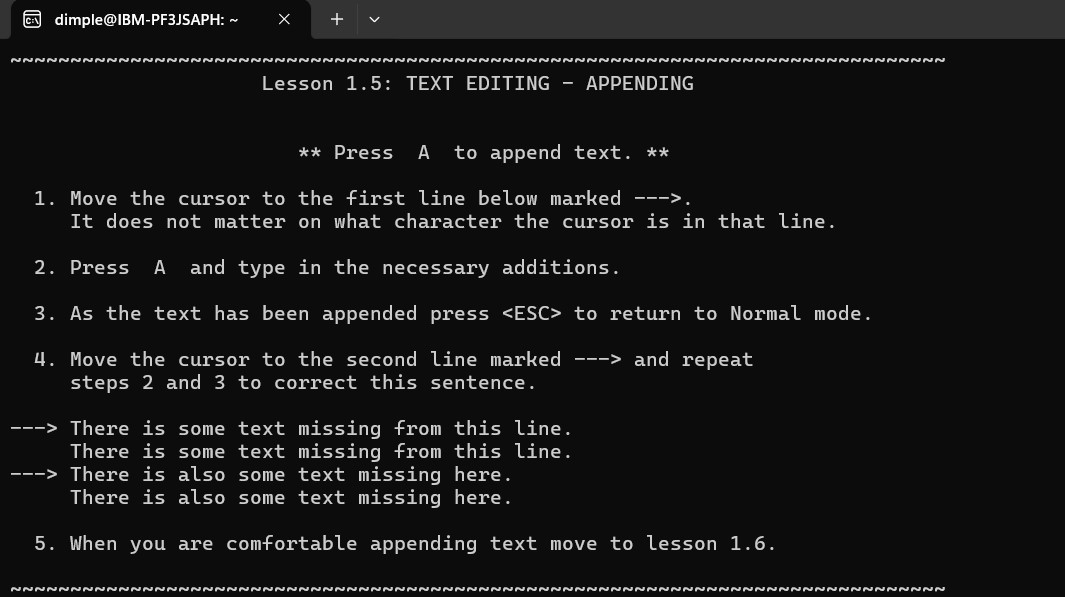 dimple@IBM-PF3JSAPH: ~
~~~~~~~~~~~~~~~~~~~~~~~~~~~~~~~~~~~~~~~~~~~~~~~~~~~~~~~~~~~~~~~~~~~~~~~~~~~~~~
Lesson 1.5: TEXT EDITING - APPENDING
** Press  A  to append text. **
1. Move the cursor to the first line below marked --->.
It does not matter on what character the cursor is in that line.
2. Press  A  and type in the necessary additions.
3. As the text has been appended press <ESC> to return to Normal mode.
4. Move the cursor to the second line marked ---> and repeat
steps 2 and 3 to correct this sentence.
---> There is some text missing from this line.
There is some text missing from this line.
---> There is also some text missing here.
There is also some text missing here.
5. When you are comfortable appending text move to lesson 1.6.
~~~~~~~~~~~~~~~~~~~~~~~~~~~~~~~~~~~~~~~~~~~~~~~~~~~~~~~~~~~~~~~~~~~~~~~~~~~~~~